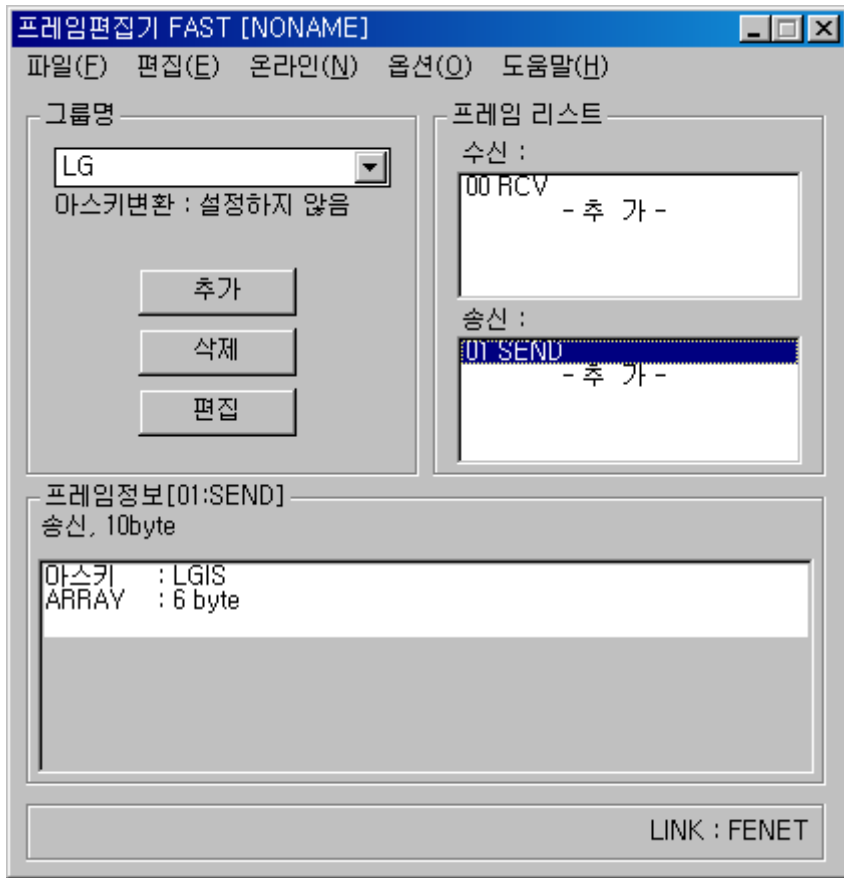 프레임편집기 FAST [NONAME]
파일(F) 편집(E) 온라인(N) 옵션(O) 도움말(H)
그룹명
LG
아스키변환 : 설정하지 않음
추가
삭제
편집
프레임 리스트
수신 :
00 RCV
- 추 가 -
송신 :
01 SEND
- 추 가 -
프레임정보[01:SEND]
송신, 10byte
아스키 : LGIS
ARRAY : 6 byte
LINK : FENET